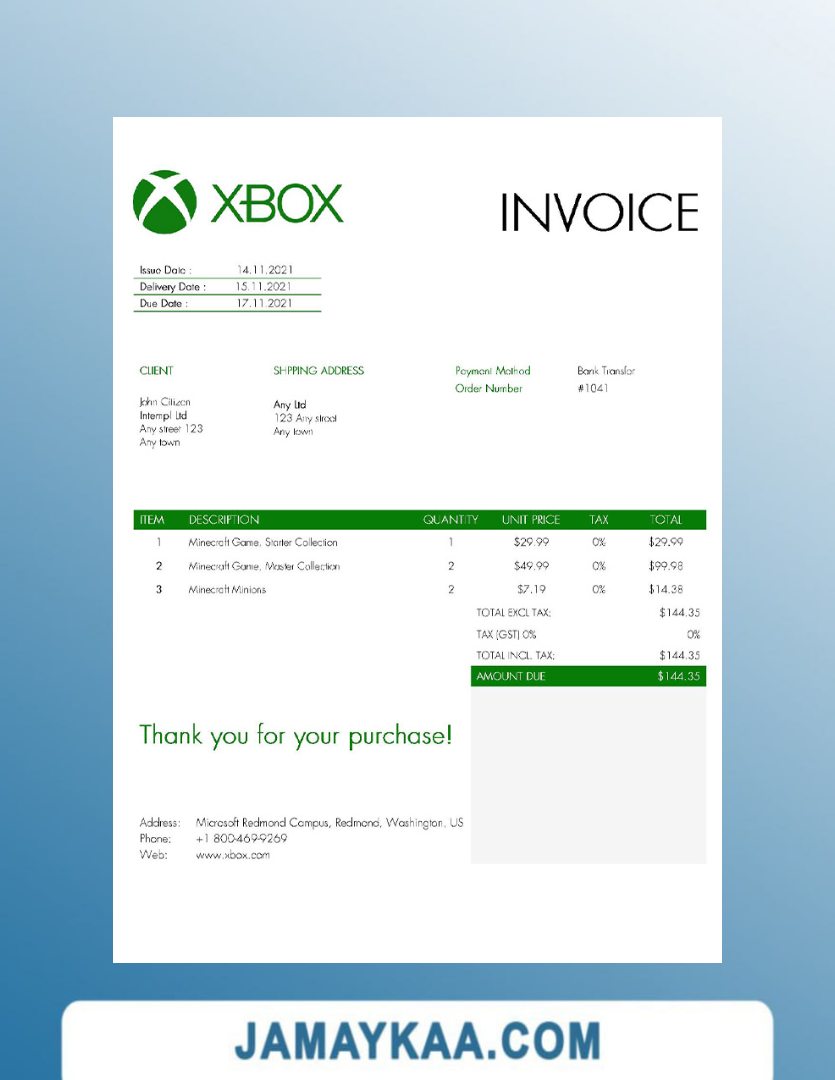 XBOX
INVOICE
Issue Date : 14.11.2021
Delivery Date : 15.11.2021
Due Date : 17.11.2021
CLIENT
John Citizen
Intempl Ltd
Any street 123
Any town
SHPPING ADDRESS
Any Ltd
123 Any street
Any town
Payment Method Bank Transfer
Order Number #1041
ITEM DESCRIPTION QUANTITY UNIT PRICE TAX TOTAL
1 Minecraft Game, Starter Collection 1 $29.99 0% $29.99
2 Minecraft Game, Master Collection 2 $49.99 0% $99.98
3 Minecraft Minions 2 $7.19 0% $14.38
TOTAL EXCL TAX: $144.35
TAX (GST) 0% 0%
TOTAL INCL. TAX: $144.35
AMOUNT DUE $144.35
Thank you for your purchase!
Address: Microsoft Redmond Campus, Redmond, Washington, US
Phone: +1 800-469-9269
Web: www.xbox.com
JAMAYKAA.COM